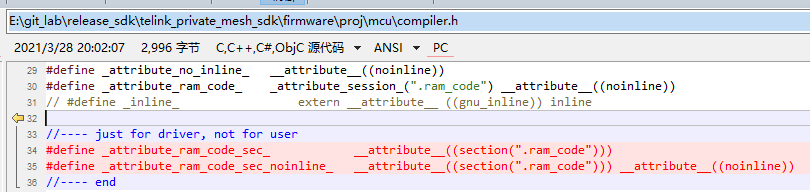 E:\git_lab\release_sdk\telink_private_mesh_sdk\firmware\proj\mcu\compiler.h
2021/3/28 20:02:07 2,996 字节 C,C++,C#,ObjC 源代码 ANSI PC
29 #define _attribute_no_inline_ __attribute__((noinline))
30 #define _attribute_ram_code_ _attribute_session_(".ram_code") __attribute__((noinline))
31 // #define _inline_ extern __attribute__ ((gnu_inline)) inline
32
33 //---- just for driver, not for user
34 #define _attribute_ram_code_sec_ __attribute__((section(".ram_code")))
35 #define _attribute_ram_code_sec_noinline_ __attribute__((section(".ram_code"))) __attribute__((noinline))
36 //---- end